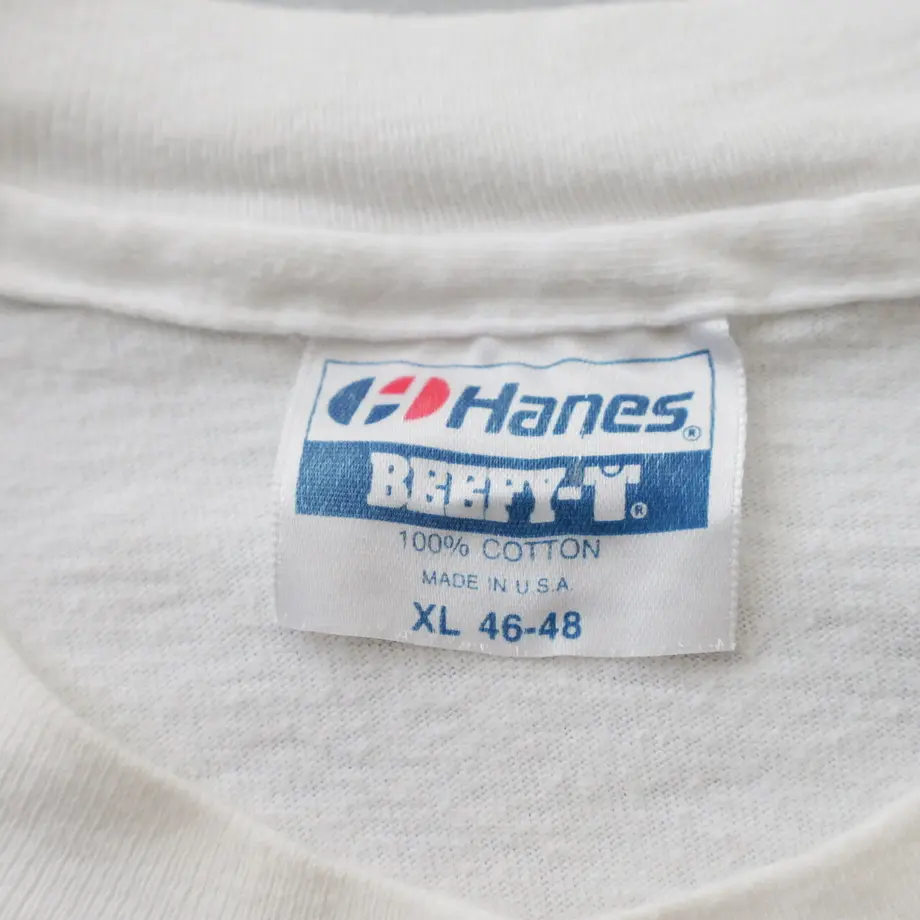 Hanes®
BEEFY-T®
100% COTTON
MADE IN U.S.A.
XL 46-48